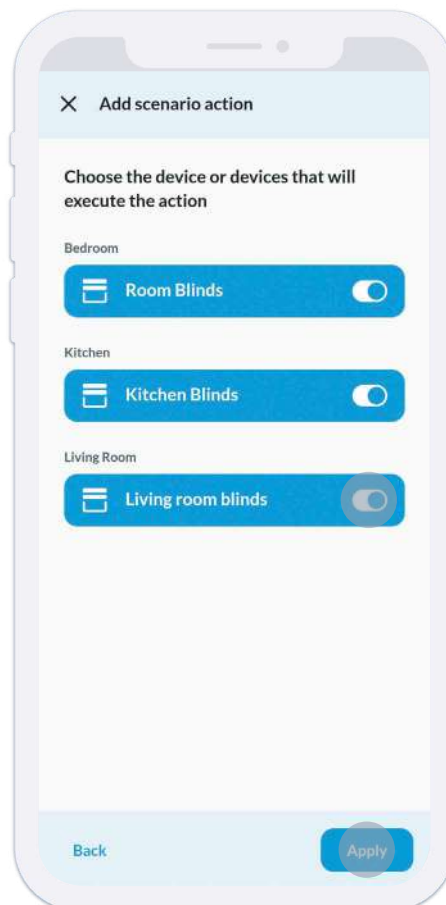 Add scenario action
Choose the device or devices that will
execute the action
Bedroom
Room Blinds
Kitchen
Kitchen Blinds
Living Room
Living room blinds
Back
Apply